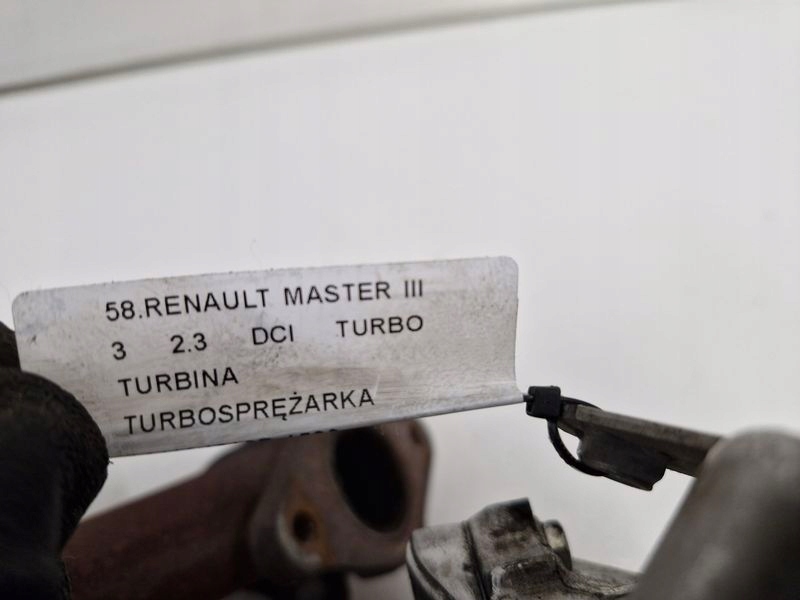 58.RENAULT MASTER III
3 2.3 DCI TURBO
TURBINA
TURBOSPRĘŻARKA